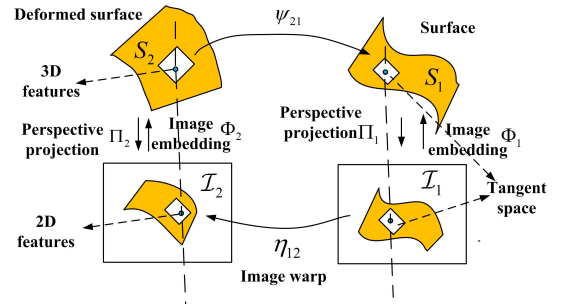 Deformed surface
ψ₂₁
Surface
S₂
S₁
3D
features
Perspective
projection
Π₂
Image
embedding
Φ₂
Perspective
projection
Π₁
Image
embedding
Φ₁
I₂
I₁
Tangent
space
2D
features
η₁₂
Image warp